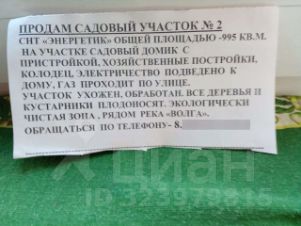 ПРОДАМ САДОВЫЙ УЧАСТОК № 2
СНТ «ЭНЕРГЕТИК» ОБЩЕЙ ПЛОЩАДЬЮ -995 КВ.М.
НА УЧАСТКЕ САДОВЫЙ ДОМИК С
ПРИСТРОЙКОЙ, ХОЗЯЙСТВЕННЫЕ ПОСТРОЙКИ,
КОЛОДЕЦ, ЭЛЕКТРИЧЕСТВО ПОДВЕДЕНО К
ДОМУ, ГАЗ ПРОХОДИТ ПО УЛИЦЕ.
УЧАСТОК УХОЖЕН, ОБРАБОТАН. ВСЕ ДЕРЕВЬЯ И
КУСТАРНИКИ ПЛОДОНОСЯТ. ЭКОЛОГИЧЕСКИ
ЧИСТАЯ ЗОНА , РЯДОМ РЕКА «ВОЛГА».
ОБРАЩАТЬСЯ ПО ТЕЛЕФОНУ- 8.
ЦИАН
ID 323978815